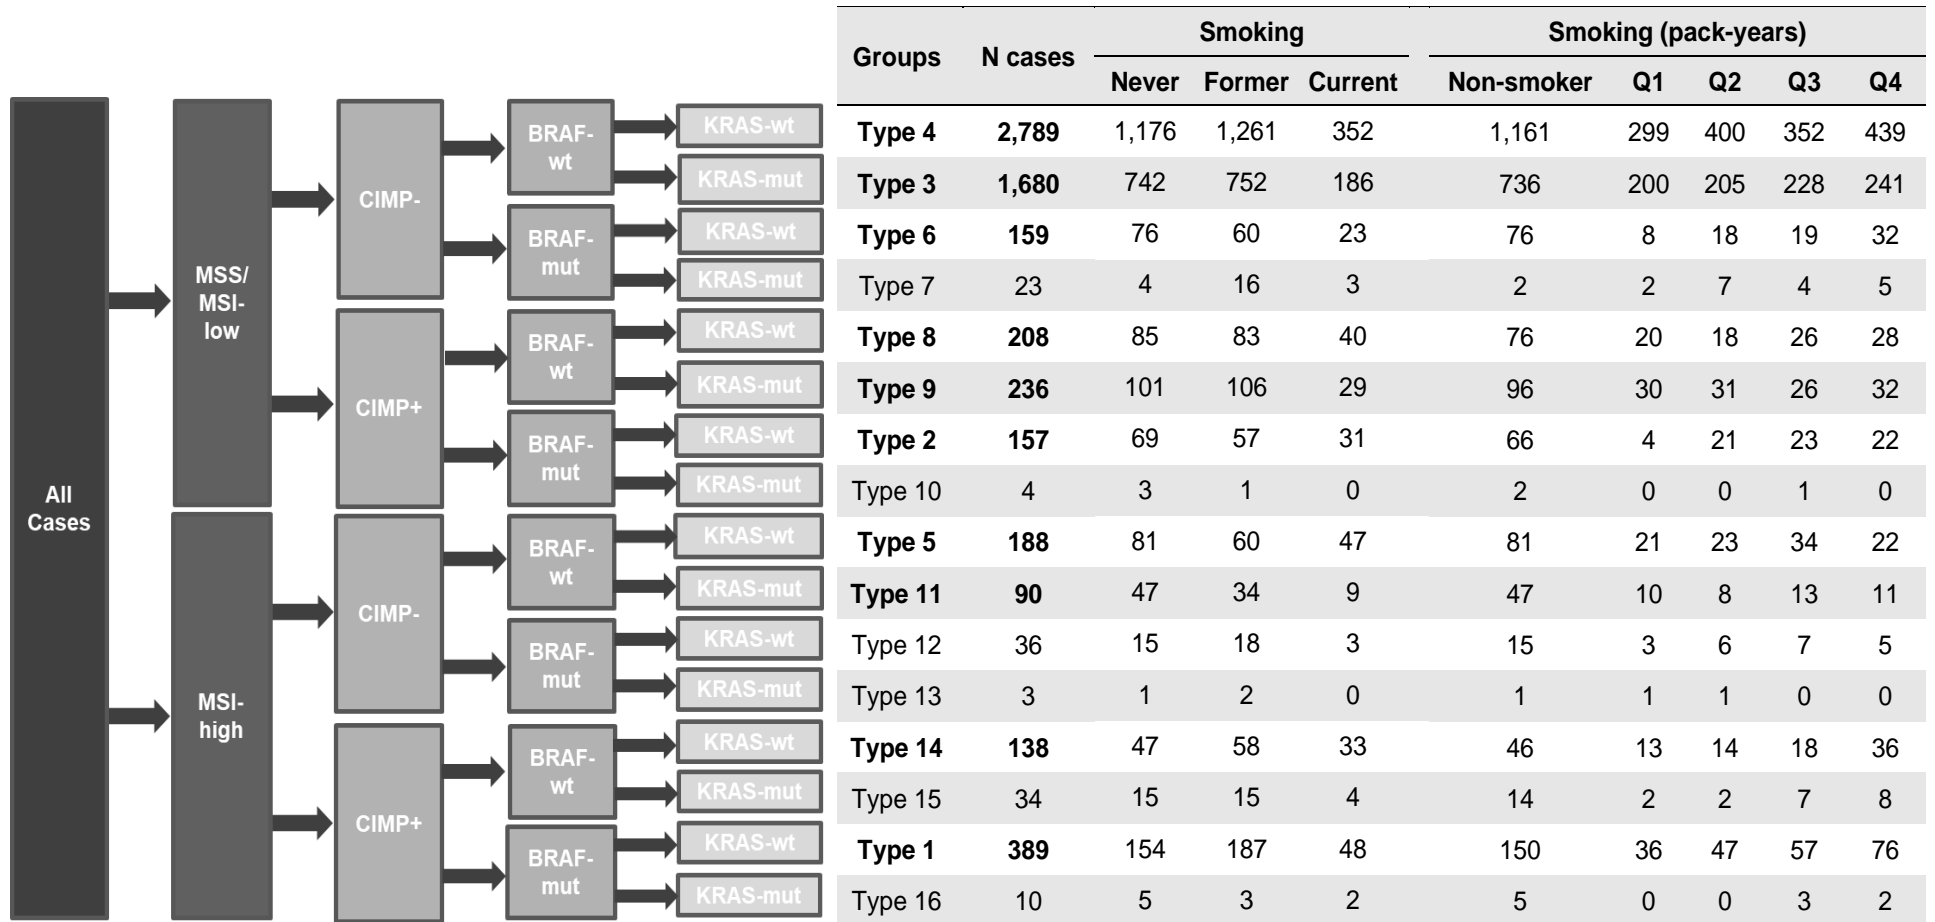 All
Cases
MSS/
MSI-
low
MSI-
high
CIMP-
CIMP+
CIMP-
CIMP+
BRAF-
wt
BRAF-
mut
BRAF-
wt
BRAF-
mut
BRAF-
wt
BRAF-
mut
BRAF-
wt
BRAF-
mut
KRAS-wt
KRAS-mut
KRAS-wt
KRAS-mut
KRAS-wt
KRAS-mut
KRAS-wt
KRAS-mut
KRAS-wt
KRAS-mut
KRAS-wt
KRAS-mut
KRAS-wt
KRAS-mut
KRAS-wt
KRAS-mut
Groups N cases Smoking Smoking (pack-years)
Never Former Current Non-smoker Q1 Q2 Q3 Q4
Type 4 2,789 1,176 1,261 352 1,161 299 400 352 439
Type 3 1,680 742 752 186 736 200 205 228 241
Type 6 159 76 60 23 76 8 18 19 32
Type 7 23 4 16 3 2 2 7 4 5
Type 8 208 85 83 40 76 20 18 26 28
Type 9 236 101 106 29 96 30 31 26 32
Type 2 157 69 57 31 66 4 21 23 22
Type 10 4 3 1 0 2 0 0 1 0
Type 5 188 81 60 47 81 21 23 34 22
Type 11 90 47 34 9 47 10 8 13 11
Type 12 36 15 18 3 15 3 6 7 5
Type 13 3 1 2 0 1 1 1 0 0
Type 14 138 47 58 33 46 13 14 18 36
Type 15 34 15 15 4 14 2 2 7 8
Type 1 389 154 187 48 150 36 47 57 76
Type 16 10 5 3 2 5 0 0 3 2